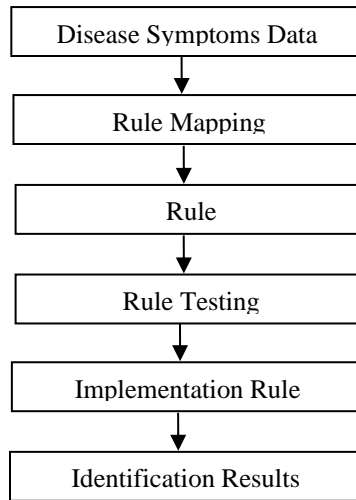 Disease Symptoms Data
Rule Mapping
Rule
Rule Testing
Implementation Rule
Identification Results